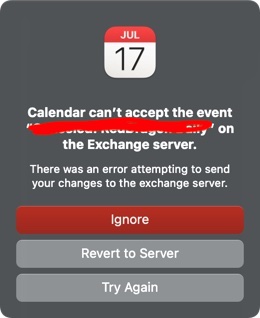 JUL
17
Calendar can't accept the event
" " on
the Exchange server.
There was an error attempting to send
your changes to the exchange server.
Ignore
Revert to Server
Try Again